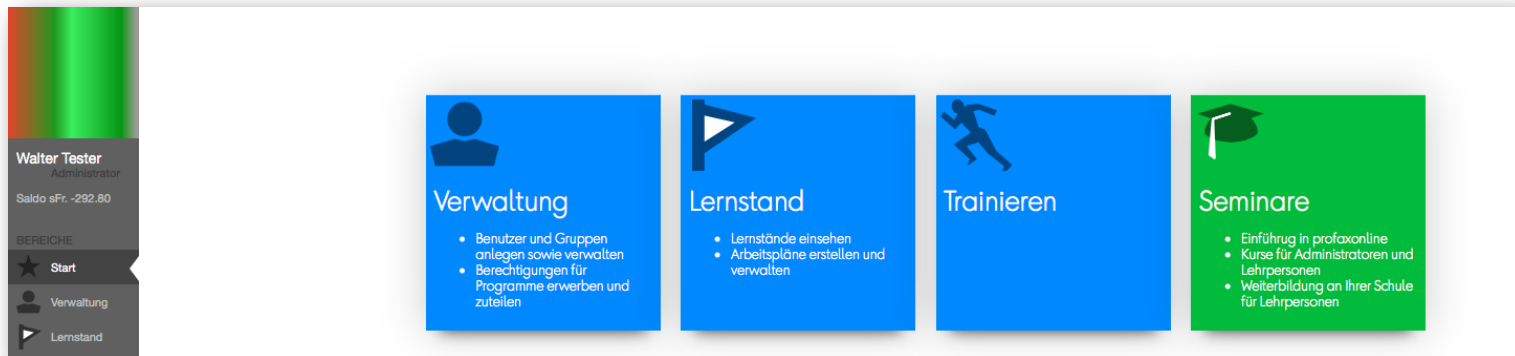 Walter Tester
Administrator
Saldo sFr. -292.80
BEREICHE
Start
Verwaltung
Lernstand
Verwaltung
• Benutzer und Gruppen
anlegen sowie verwalten
• Berechtigungen für
Programme erwerben und
zuteilen
Lernstand
• Lernstände einsehen
• Arbeitspläne erstellen und
verwalten
Trainieren
Seminare
• Einführug in profaxonline
• Kurse für Administratoren und
Lehrpersonen
• Weiterbildung an Ihrer Schule
für Lehrpersonen